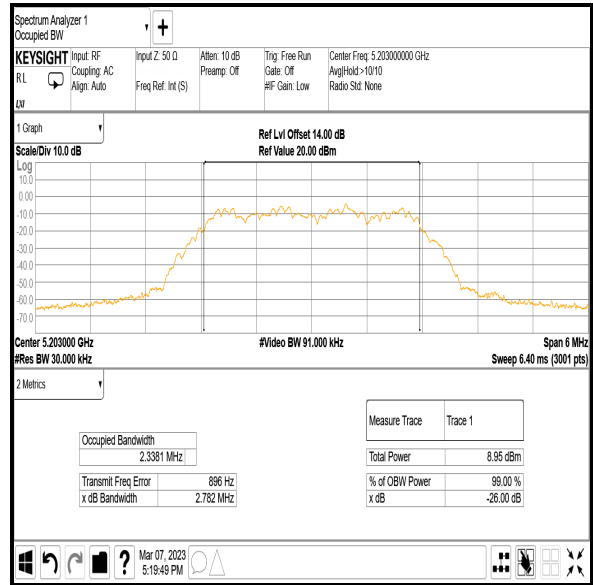 Spectrum Analyzer 1
Occupied BW
+
KEYSIGHT
R L
LXI
Input: RF
Coupling: AC
Align: Auto
Input Z: 50 Ω
Freq Ref: Int (S)
Atten: 10 dB
Preamp: Off
Trig: Free Run
Gate: Off
#IF Gain: Low
Center Freq: 5.203000000 GHz
Avg|Hold:>10/10
Radio Std: None
1 Graph
Ref Lvl Offset 14.00 dB
Scale/Div 10.0 dB
Ref Value 20.00 dBm
Log
10.0
0.00
-10.0
-20.0
-30.0
-40.0
-50.0
-60.0
-70.0
Center 5.203000 GHz
#Video BW 91.000 kHz
Span 6 MHz
#Res BW 30.000 kHz
Sweep 6.40 ms (3001 pts)
2 Metrics
Occupied Bandwidth
2.3381 MHz
Transmit Freq Error 896 Hz
x dB Bandwidth 2.782 MHz
Measure Trace Trace 1
Total Power 8.95 dBm
% of OBW Power 99.00 %
x dB -26.00 dB
?
Mar 07, 2023
5:19:49 PM